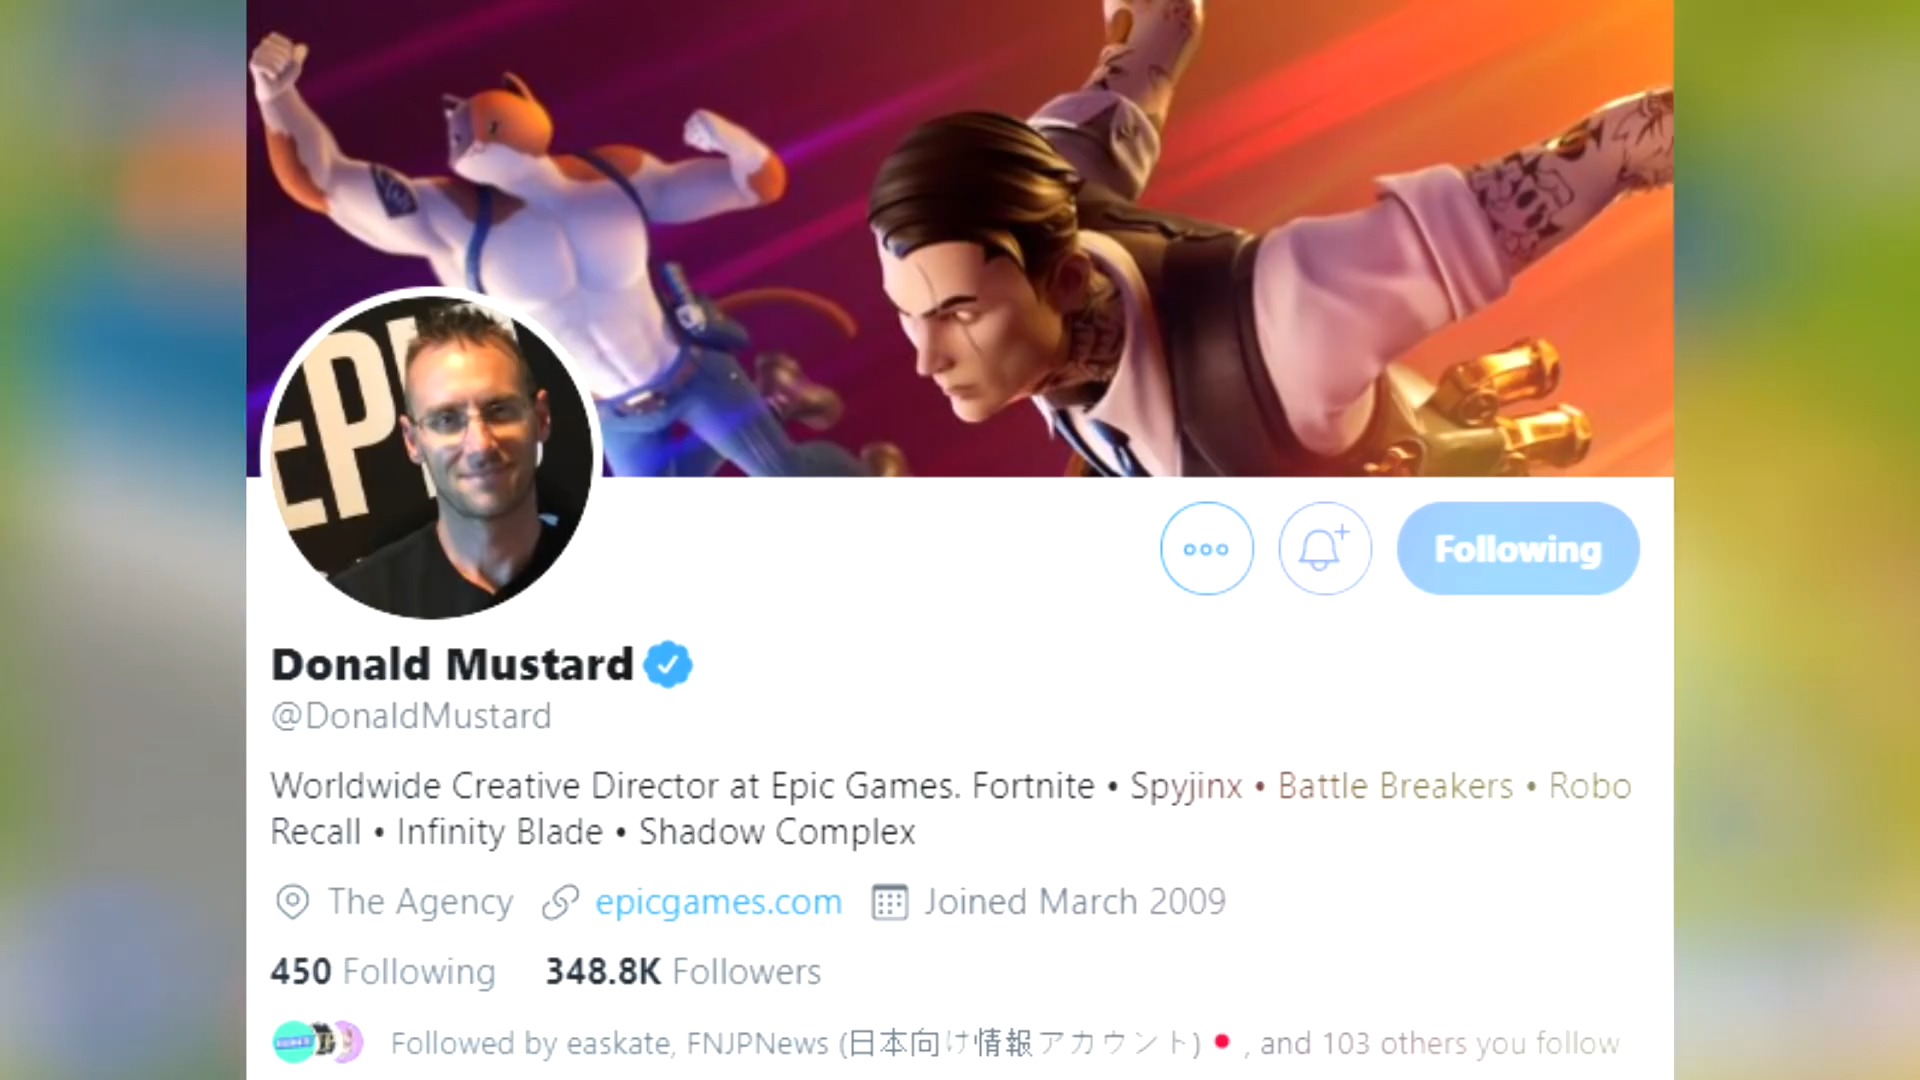 EPI
Following
Donald Mustard
@DonaldMustard
Worldwide Creative Director at Epic Games. Fortnite • Spyjinx • Battle Breakers • Robo
Recall • Infinity Blade • Shadow Complex
The Agency epicgames.com Joined March 2009
450 Following 348.8K Followers
Followed by easkate, FNJPNews (日本向け情報アカウント) , and 103 others you follow